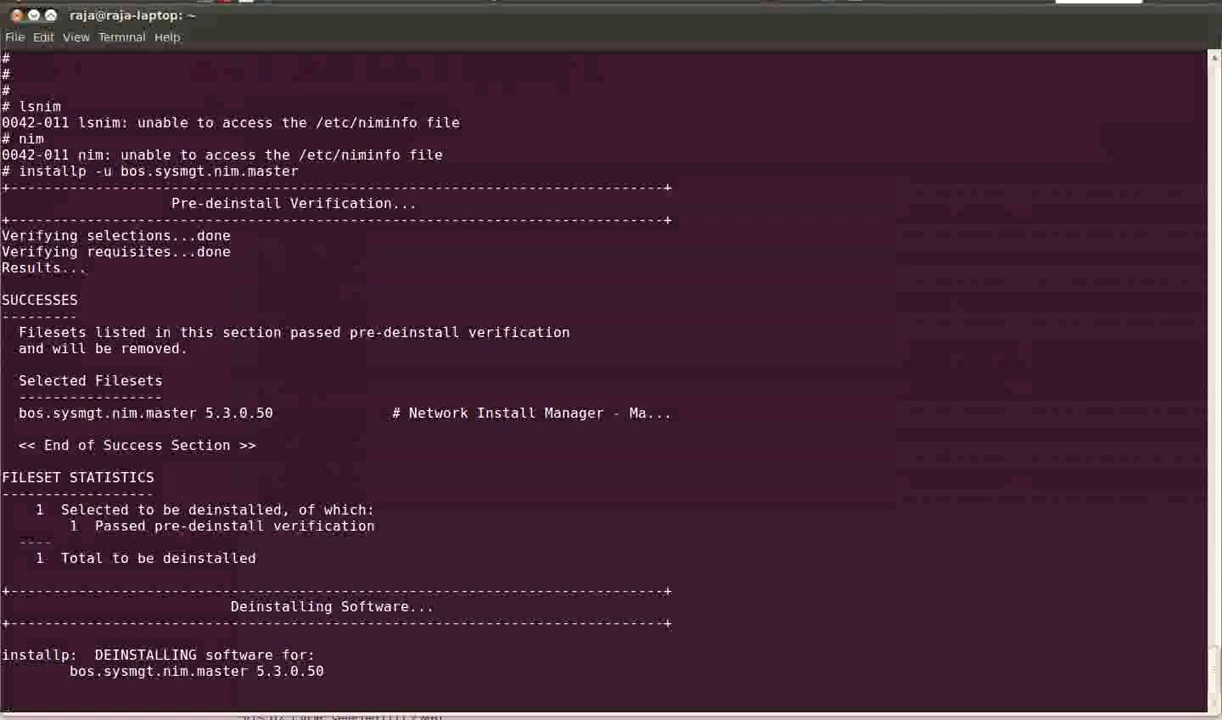 raja@raja-laptop: ~
File Edit View Terminal Help
#
#
#
# lsnim
0042-011 lsnim: unable to access the /etc/niminfo file
# nim
0042-011 nim: unable to access the /etc/niminfo file
# installp -u bos.sysmgt.nim.master
+-----------------------------------------------------------------------------+
Pre-deinstall Verification...
+-----------------------------------------------------------------------------+
Verifying selections...done
Verifying requisites...done
Results...
SUCCESSES
---------
Filesets listed in this section passed pre-deinstall verification
and will be removed.
Selected Filesets
-----------------
bos.sysmgt.nim.master 5.3.0.50 # Network Install Manager - Ma...
<< End of Success Section >>
FILESET STATISTICS
------------------
1 Selected to be deinstalled, of which:
1 Passed pre-deinstall verification
----
1 Total to be deinstalled
+-----------------------------------------------------------------------------+
Deinstalling Software...
+-----------------------------------------------------------------------------+
installp: DEINSTALLING software for:
bos.sysmgt.nim.master 5.3.0.50